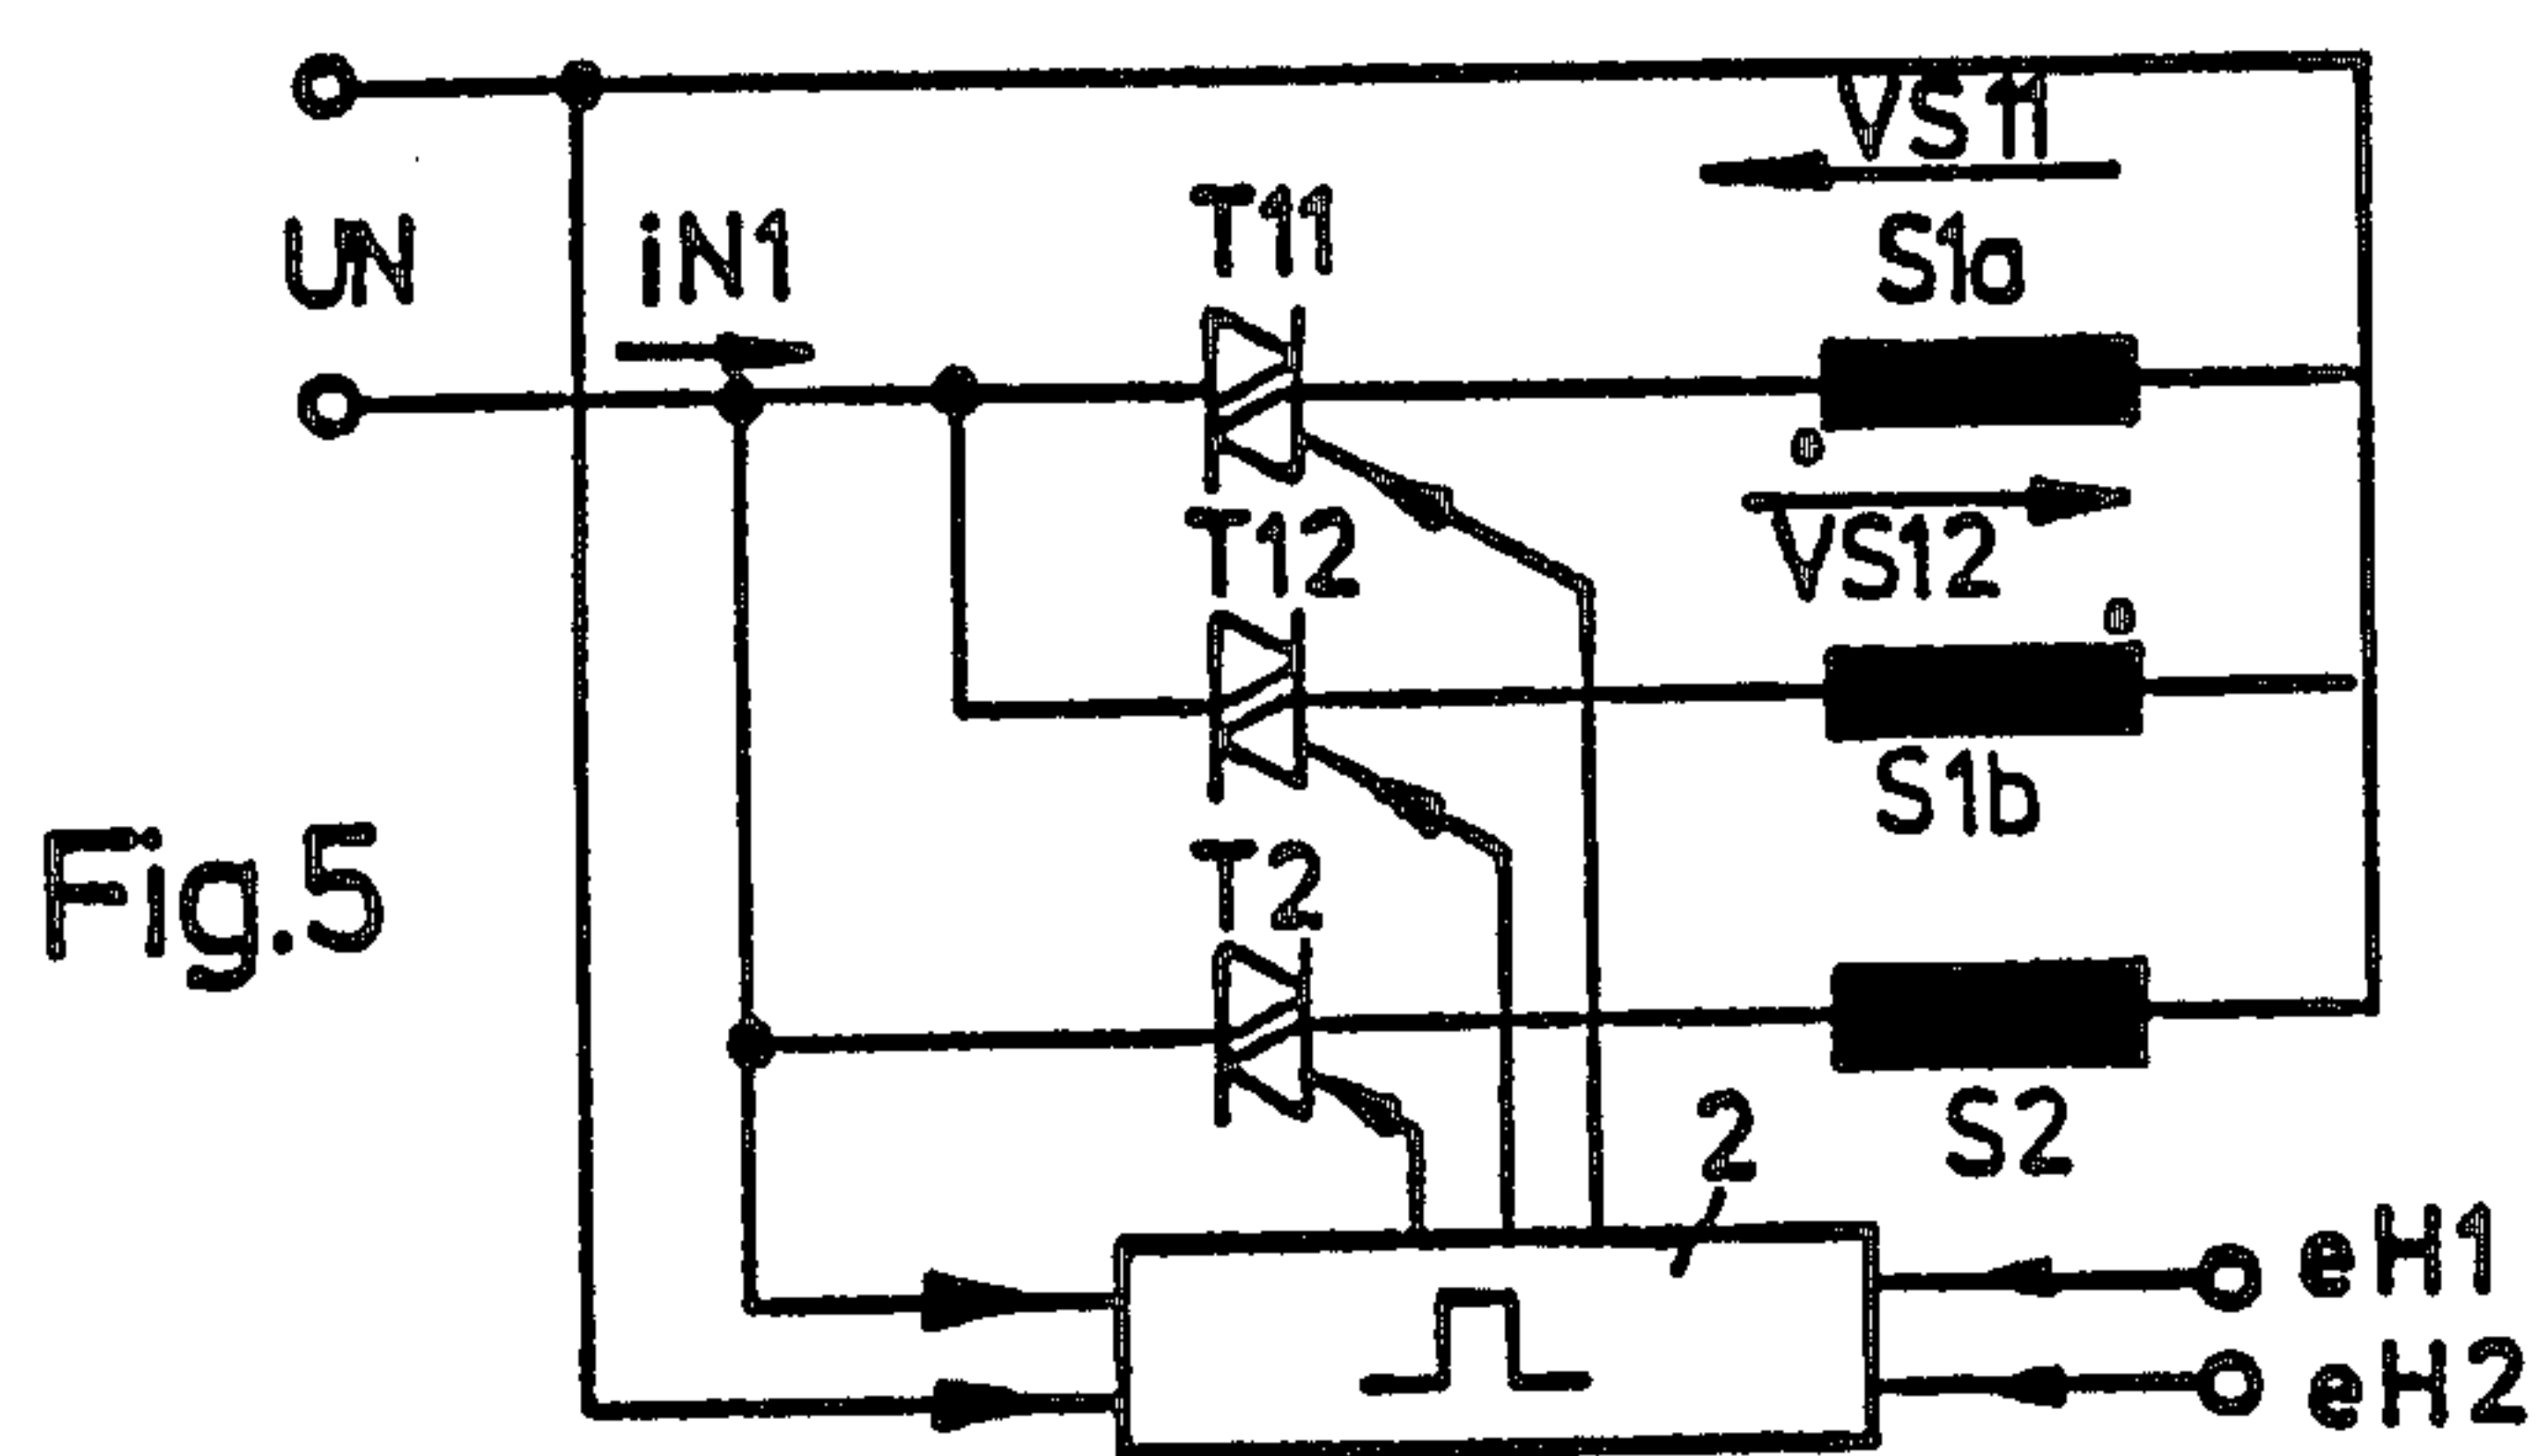 VS11
UN
iN1
T11
S1a
T12
VS12
S1b
Fig.5
T2
2
S2
eH1
eH2